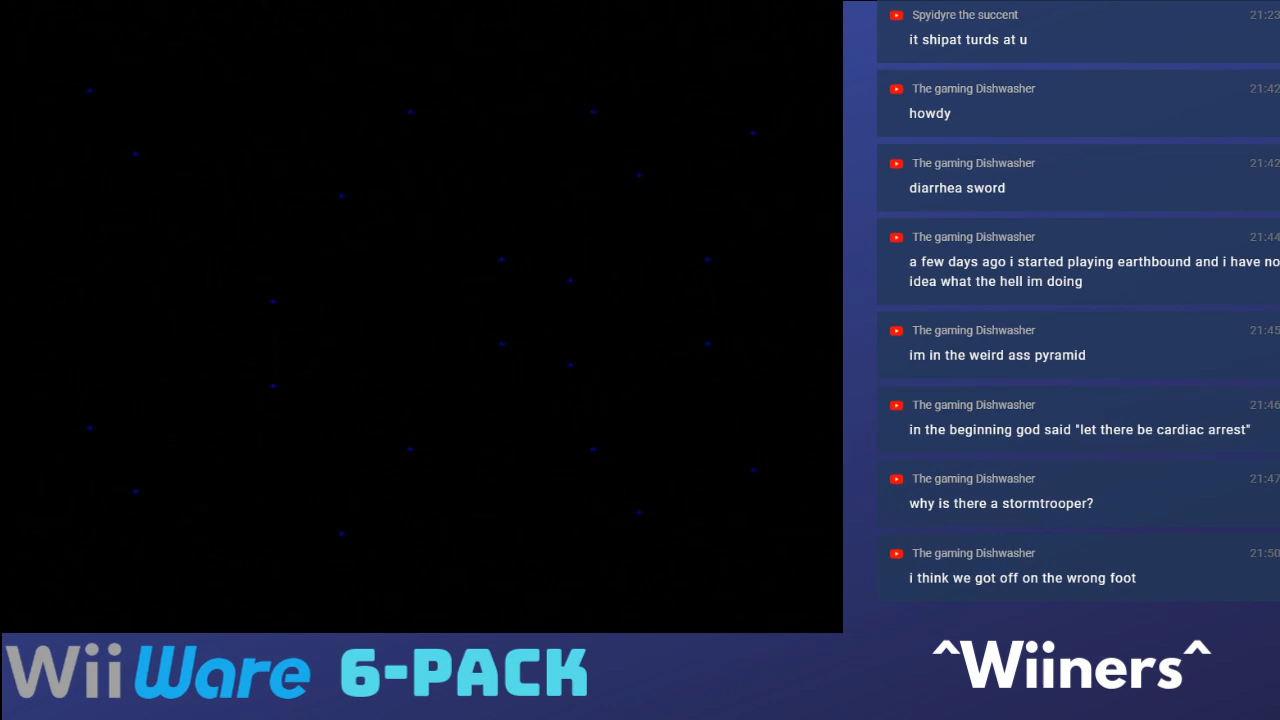 Spyidyre the succent 21:23
it shipat turds at u
The gaming Dishwasher 21:42
howdy
The gaming Dishwasher 21:42
diarrhea sword
The gaming Dishwasher 21:44
a few days ago i started playing earthbound and i have no
idea what the hell im doing
The gaming Dishwasher 21:45
im in the weird ass pyramid
The gaming Dishwasher 21:46
in the beginning god said "let there be cardiac arrest"
The gaming Dishwasher 21:47
why is there a stormtrooper?
The gaming Dishwasher 21:50
i think we got off on the wrong foot
WiiWare 6-PACK
^Wiiners^